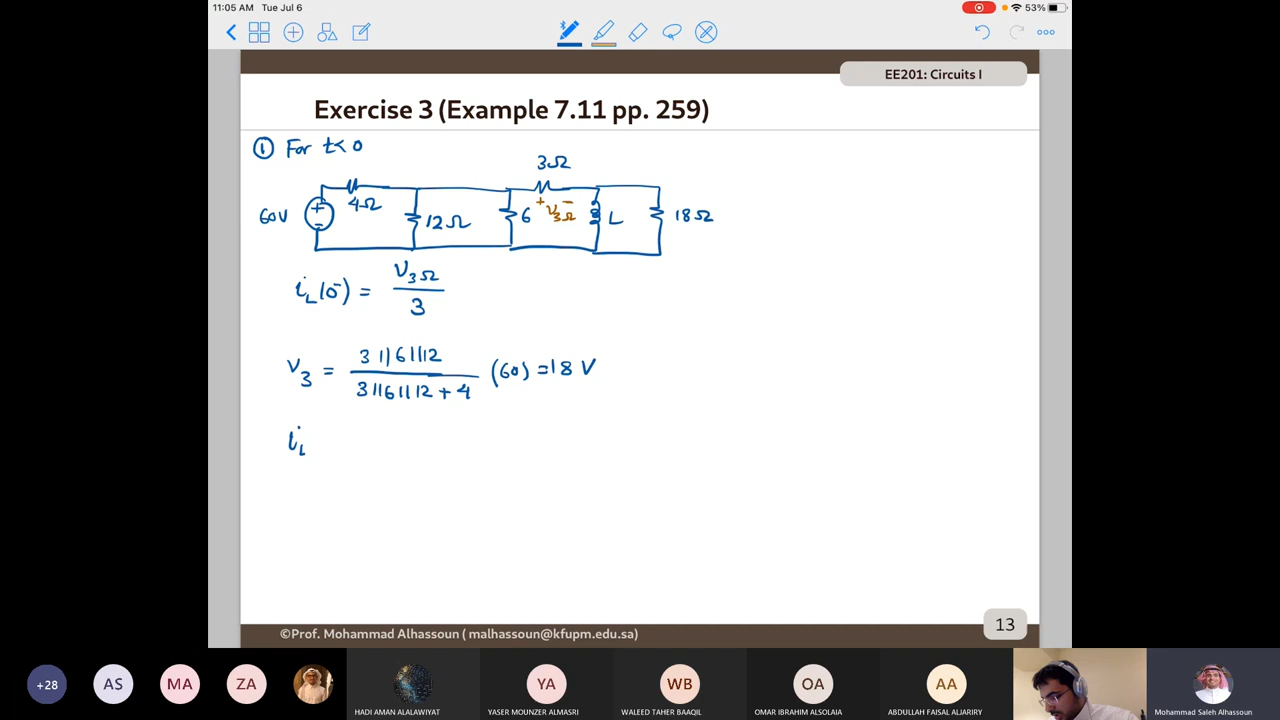 11:05 AM Tue Jul 6
53%
EE201: Circuits I
Exercise 3 (Example 7.11 pp. 259)
① For t<0
3Ω
60V + − 4Ω 12Ω 6 + V3Ω − L 18Ω
iL(0⁻) = V3Ω / 3
V3 = 3||6||12 / 3||6||12 + 4 (60) = 18 V
iL
13
©Prof. Mohammad Alhassoun ( malhassoun@kfupm.edu.sa)
+28 AS MA ZA YA WB OA AA
HADI AMAN ALALAWIYAT YASER MOUNZER ALMASRI WALEED TAHER BAAQIL OMAR IBRAHIM ALSOLAIA ABDULLAH FAISAL ALJARIRY Mohammad Saleh Alhassoun